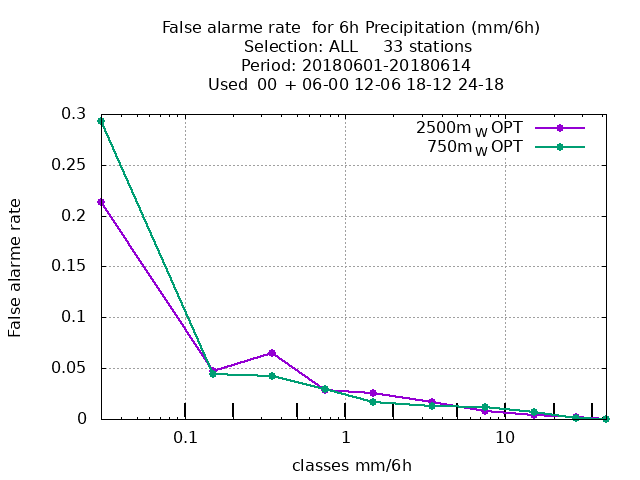 False alarme rate  for 6h Precipitation (mm/6h)
Selection: ALL     33 stations
Period: 20180601-20180614
Used  00  + 06-00 12-06 18-12 24-18
2500m W OPT
750m W OPT
0.3
0.25
0.2
0.15
0.1
0.05
0
False alarme rate
0.1 1 10
classes mm/6h